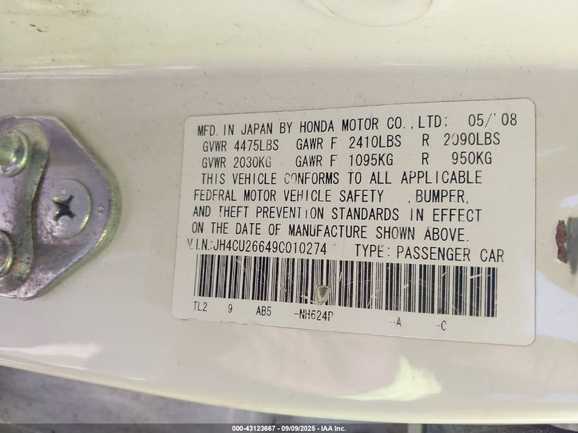 MFD. IN JAPAN BY HONDA MOTOR CO., LTD: 05/'08
GVWR 4475LBS GAWR F 2410LBS R 2090LBS
GVWR 2030KG GAWR F 1095KG R 950KG
THIS VEHICLE CONFORMS TO ALL APPLICABLE
FEDERAL MOTOR VEHICLE SAFETY , BUMPER,
AND THEFT PREVENTION STANDARDS IN EFFECT
ON THE DATE OF MANUFACTURE SHOWN ABOVE.
V.I.N:JH4CU26649C010274 TYPE: PASSENGER CAR
TL2 9 AB5 -NH624P -A -C
000-43123667 09/09/2025 IAA Inc.